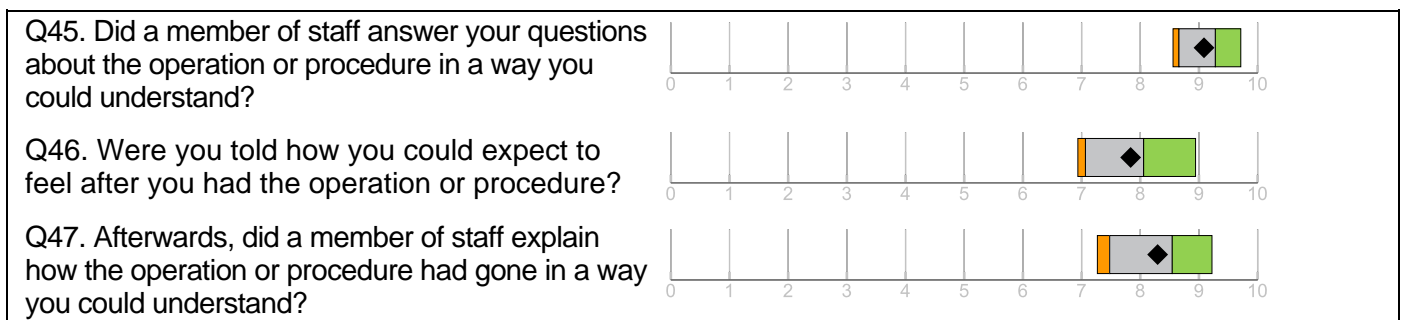 Q45. Did a member of staff answer your questions
about the operation or procedure in a way you
could understand?
0 1 2 3 4 5 6 7 8 9 10
Q46. Were you told how you could expect to
feel after you had the operation or procedure?
0 1 2 3 4 5 6 7 8 9 10
Q47. Afterwards, did a member of staff explain
how the operation or procedure had gone in a way
you could understand?
0 1 2 3 4 5 6 7 8 9 10